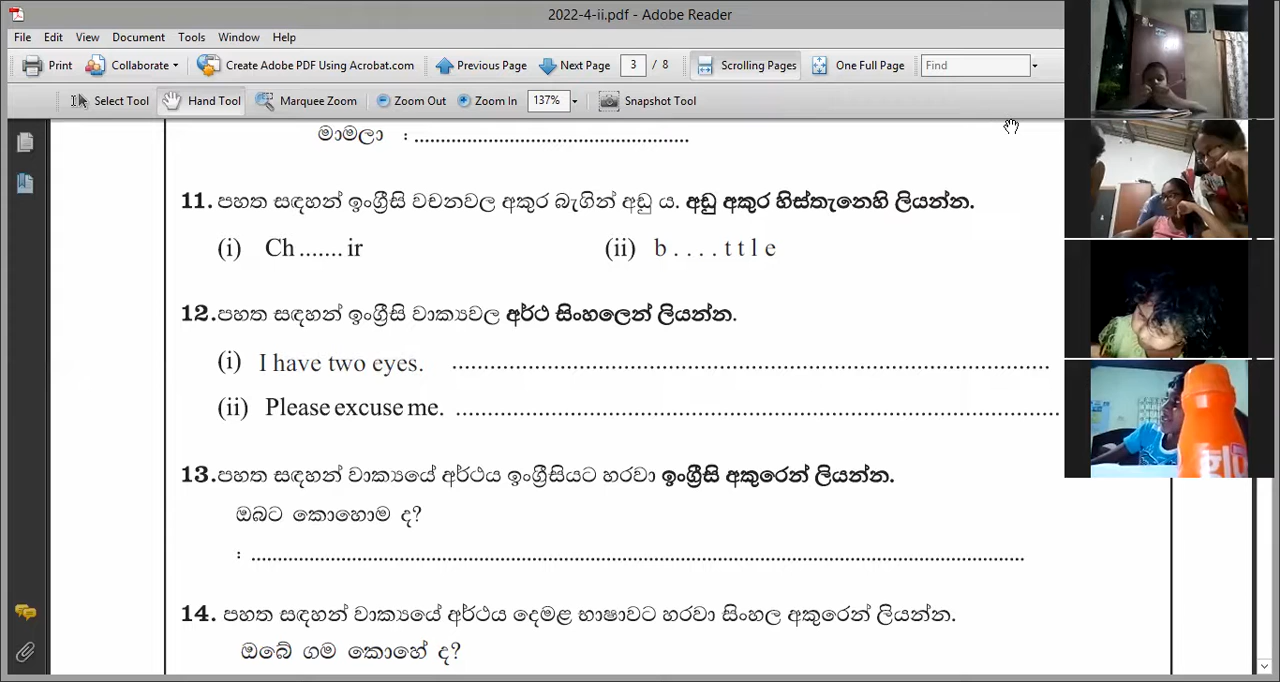 2022-4-ii.pdf - Adobe Reader
File Edit View Document Tools Window Help
Print Collaborate Create Adobe PDF Using Acrobat.com Previous Page Next Page 3 / 8 Scrolling Pages One Full Page Find
Select Tool Hand Tool Marquee Zoom Zoom Out Zoom In 137% Snapshot Tool
මාමලා : ....................................................
11. පහත සඳහන් ඉංග්‍රීසි වචනවල අකුර බැගින් අඩු ය. අඩු අකුර හිස්තැනෙහි ලියන්න.
(i) Ch ....... ir (ii) b . . . . t t l e
12. පහත සඳහන් ඉංග්‍රීසි වාක්‍යවල අර්ථ සිංහලෙන් ලියන්න.
(i) I have two eyes. ....................................................
(ii) Please excuse me. ....................................................
13. පහත සඳහන් වාක්‍යයේ අර්ථය ඉංග්‍රීසියට හරවා ඉංග්‍රීසි අකුරෙන් ලියන්න.
ඔබට කොහොම ද?
: ....................................................
14. පහත සඳහන් වාක්‍යයේ අර්ථය දෙමළ භාෂාවට හරවා සිංහල අකුරෙන් ලියන්න.
ඔබේ ගම කොහේ ද?